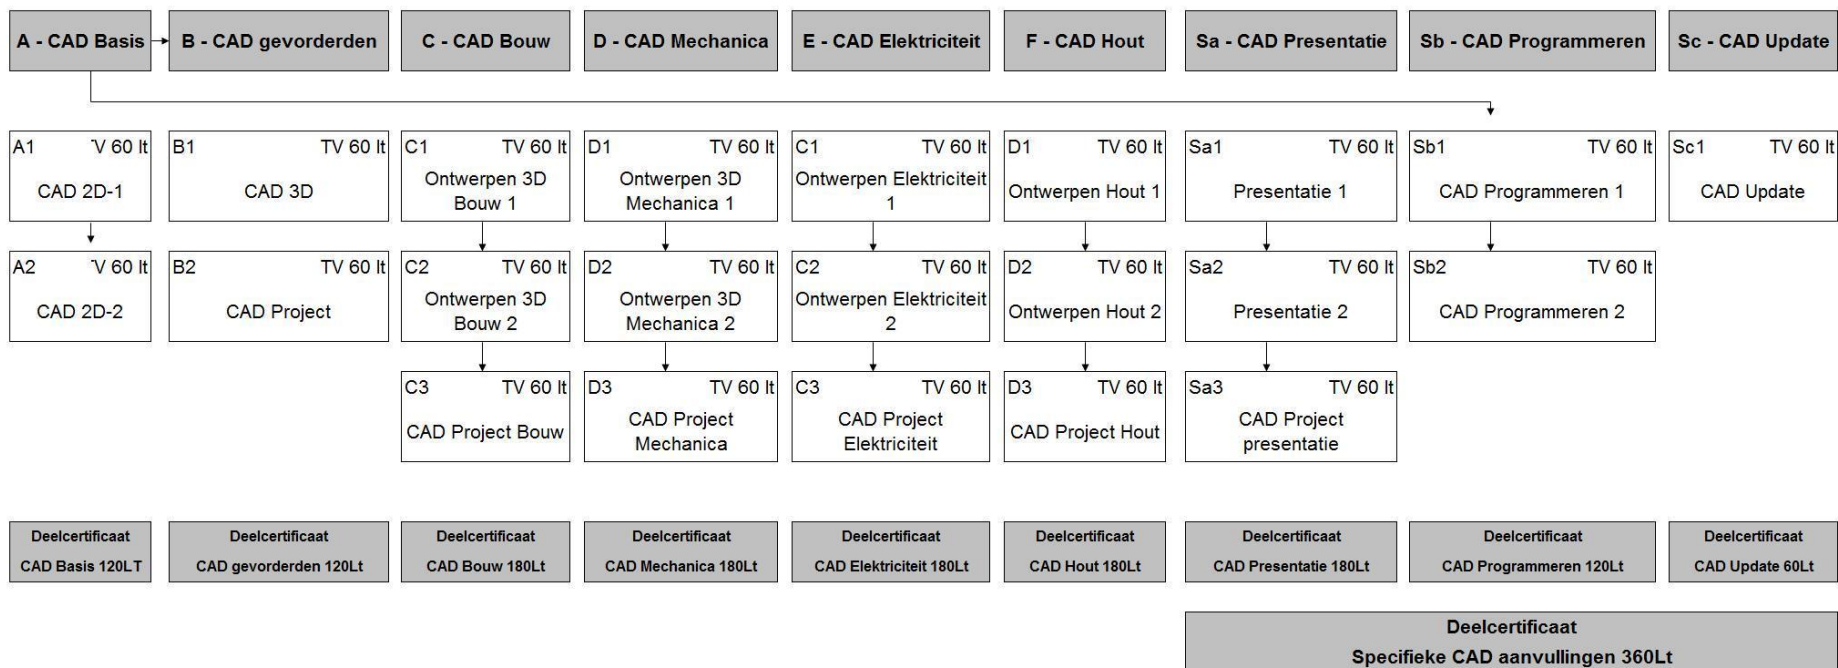 A - CAD Basis
B - CAD gevorderden
C - CAD Bouw
D - CAD Mechanica
E - CAD Elektriciteit
F - CAD Hout
Sa - CAD Presentatie
Sb - CAD Programmeren
Sc - CAD Update
A1 V 60 lt
CAD 2D-1
B1 TV 60 lt
CAD 3D
C1 TV 60 lt
Ontwerpen 3D
Bouw 1
D1 TV 60 lt
Ontwerpen 3D
Mechanica 1
C1 TV 60 lt
Ontwerpen Elektriciteit
1
D1 TV 60 lt
Ontwerpen Hout 1
Sa1 TV 60 lt
Presentatie 1
Sb1 TV 60 lt
CAD Programmeren 1
Sc1 TV 60 lt
CAD Update
A2 V 60 lt
CAD 2D-2
B2 TV 60 lt
CAD Project
C2 TV 60 lt
Ontwerpen 3D
Bouw 2
D2 TV 60 lt
Ontwerpen 3D
Mechanica 2
C2 TV 60 lt
Ontwerpen Elektriciteit
2
D2 TV 60 lt
Ontwerpen Hout 2
Sa2 TV 60 lt
Presentatie 2
Sb2 TV 60 lt
CAD Programmeren 2
C3 TV 60 lt
CAD Project Bouw
D3 TV 60 lt
CAD Project
Mechanica
C3 TV 60 lt
CAD Project
Elektriciteit
D3 TV 60 lt
CAD Project Hout
Sa3 TV 60 lt
CAD Project
presentatie
Deelcertificaat
CAD Basis 120LT
Deelcertificaat
CAD gevorderden 120Lt
Deelcertificaat
CAD Bouw 180Lt
Deelcertificaat
CAD Mechanica 180Lt
Deelcertificaat
CAD Elektriciteit 180Lt
Deelcertificaat
CAD Hout 180Lt
Deelcertificaat
CAD Presentatie 180Lt
Deelcertificaat
CAD Programmeren 120Lt
Deelcertificaat
CAD Update 60Lt
Deelcertificaat
Specifieke CAD aanvullingen 360Lt